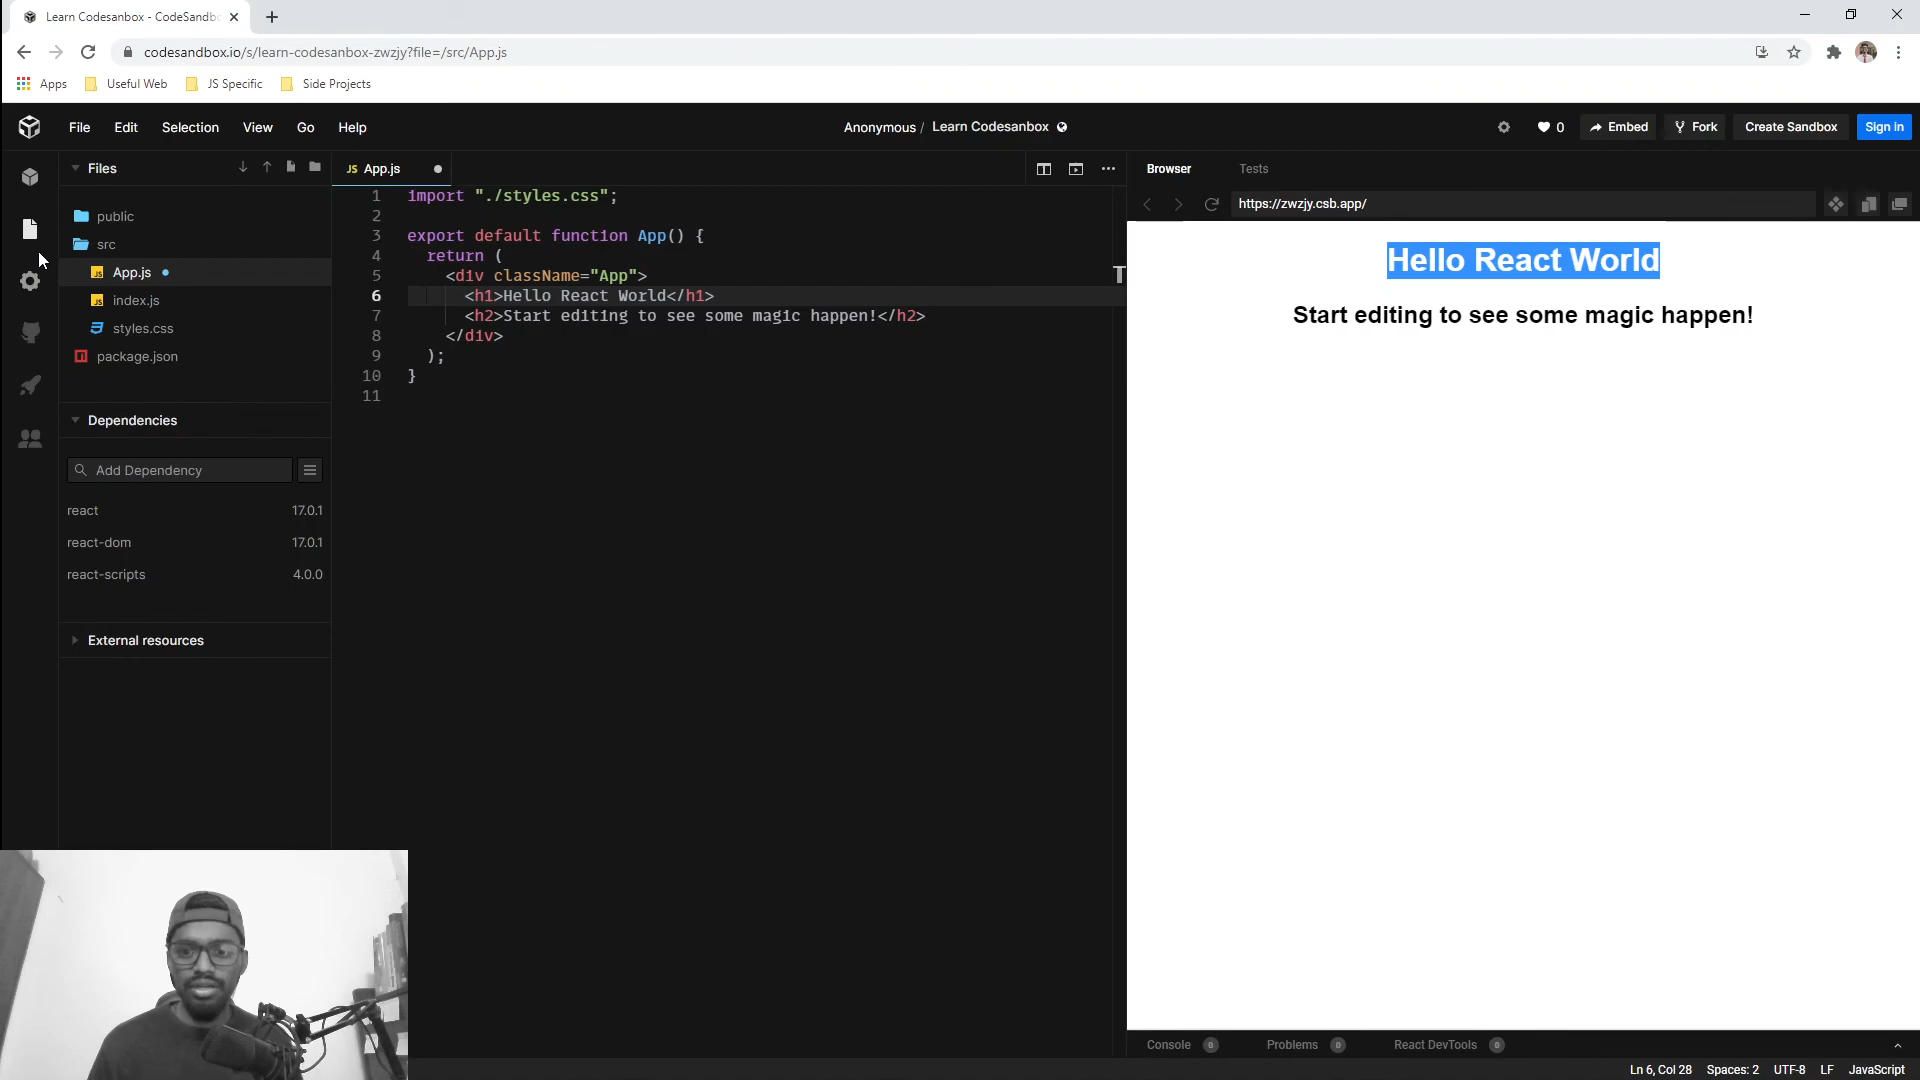 Learn Codesanbox - CodeSandbo
codesandbox.io/s/learn-codesanbox-zwzjy?file=/src/App.js
Apps Useful Web JS Specific Side Projects
File Edit Selection View Go Help
Anonymous / Learn Codesanbox
0 Embed Fork Create Sandbox Sign in
Files
public
src
JS App.js
JS index.js
styles.css
package.json
Dependencies
Add Dependency
react 17.0.1
react-dom 17.0.1
react-scripts 4.0.0
External resources
JS App.js
1 import "./styles.css";
2
3 export default function App() {
4 return (
5 <div className="App">
6 <h1>Hello React World</h1>
7 <h2>Start editing to see some magic happen!</h2>
8 </div>
9 );
10 }
11
Browser Tests
https://zwzjy.csb.app/
Hello React World
Start editing to see some magic happen!
Console 0 Problems 0 React DevTools 0
Ln 6, Col 28 Spaces: 2 UTF-8 LF JavaScript